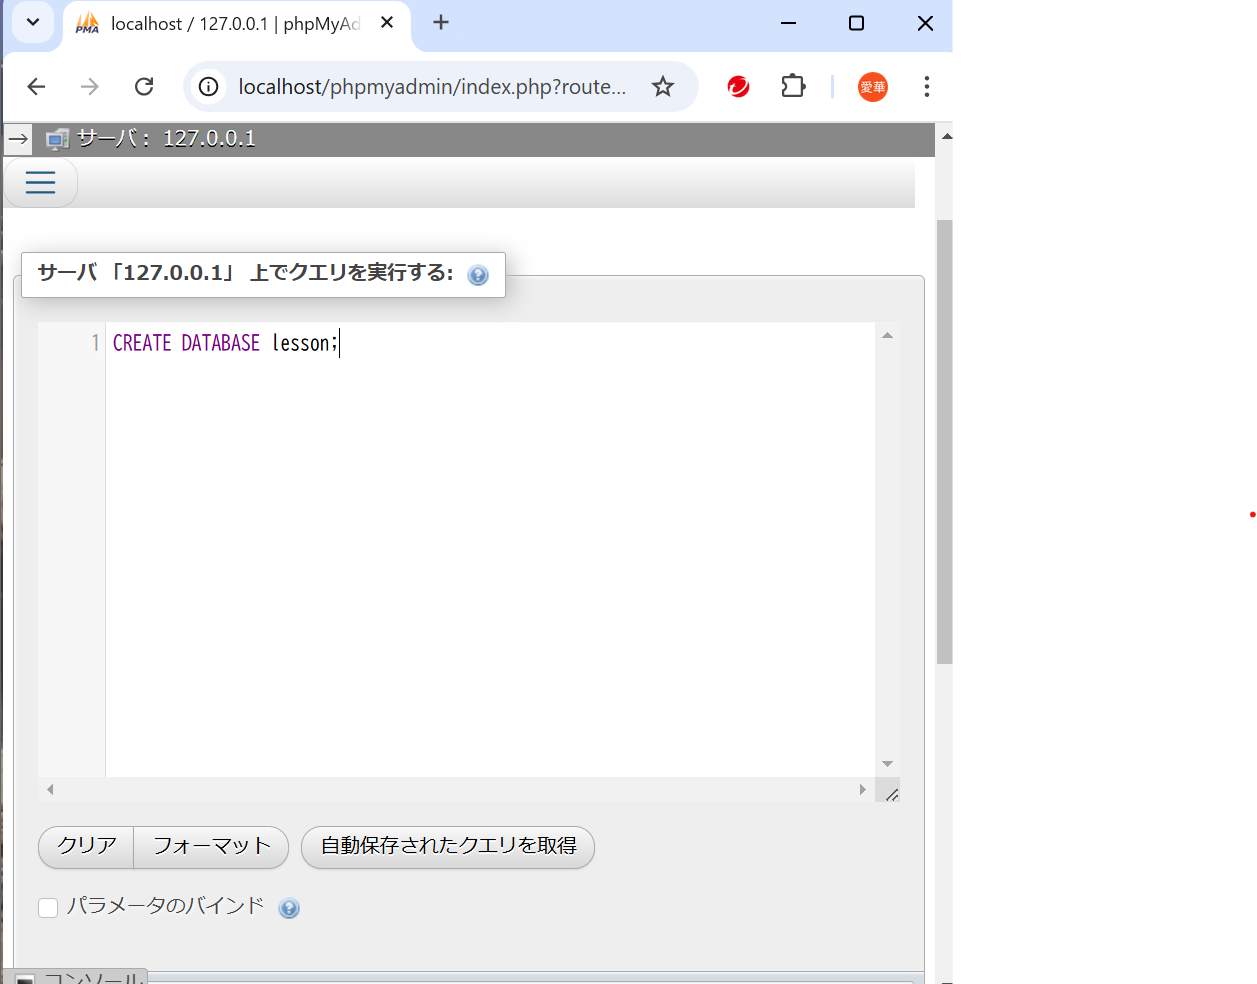 localhost / 127.0.0.1 | phpMyAd
localhost/phpmyadmin/index.php?route...
愛華
サーバ： 127.0.0.1
サーバ 「127.0.0.1」 上でクエリを実行する:
1 CREATE DATABASE lesson;
クリア フォーマット 自動保存されたクエリを取得
パラメータのバインド
コンソール